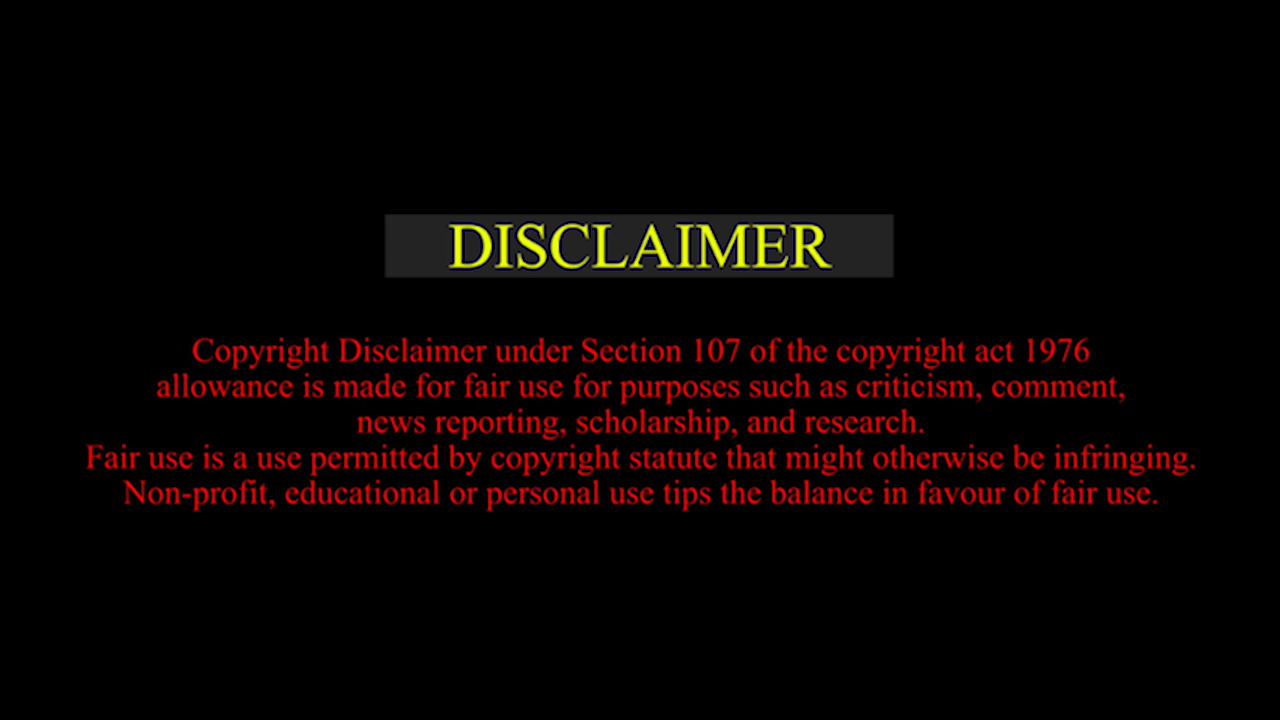 DISCLAIMER
Copyright Disclaimer under Section 107 of the copyright act 1976
allowance is made for fair use for purposes such as criticism, comment,
news reporting, scholarship, and research.
Fair use is a use permitted by copyright statute that might otherwise be infringing.
Non-profit, educational or personal use tips the balance in favour of fair use.